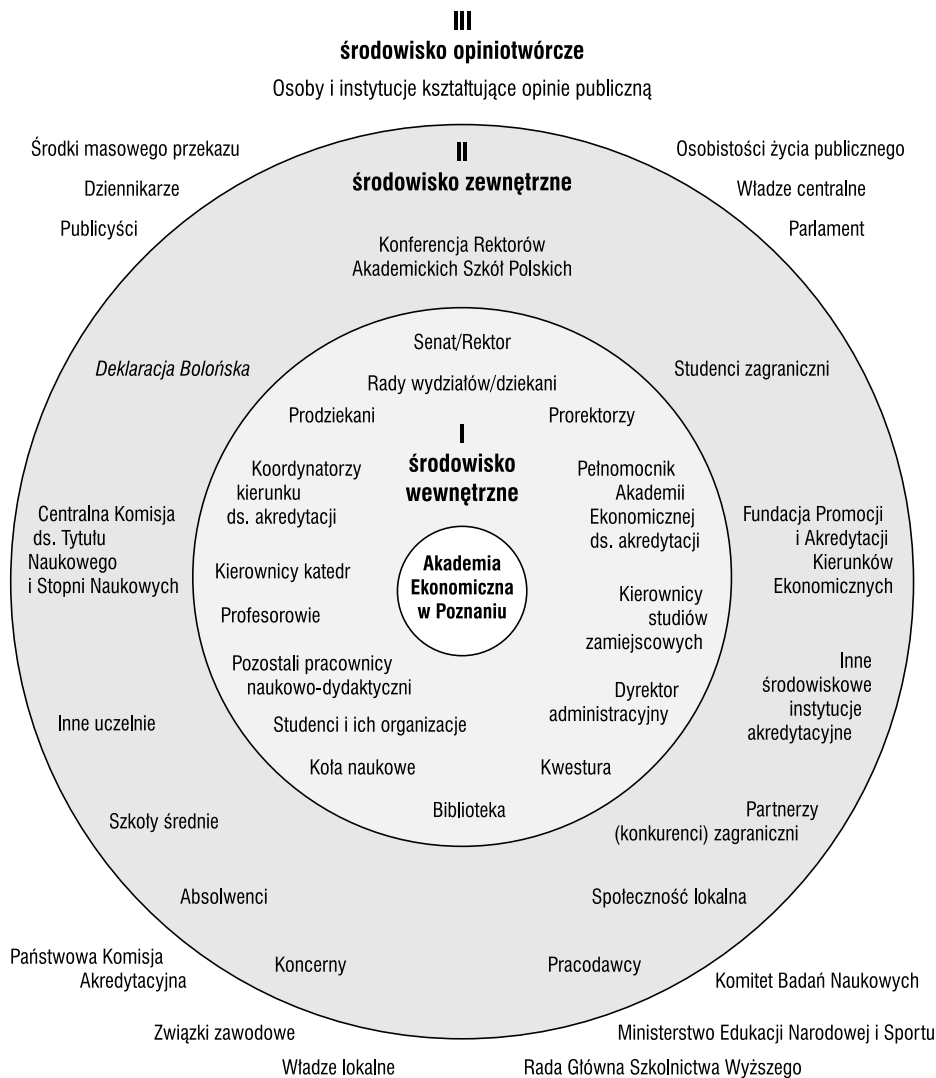 III
środowisko opiniotwórcze
Osoby i instytucje kształtujące opinie publiczną
Środki masowego przekazu
Dziennikarze
Publicyści
Osobistości życia publicznego
Władze centralne
Parlament
II
środowisko zewnętrzne
Konferencja Rektorów
Akademickich Szkół Polskich
Deklaracja Bolońska
Studenci zagraniczni
Senat/Rektor
Rady wydziałów/dziekani
Prodziekani
Prorektorzy
I
środowisko
wewnętrzne
Koordynatorzy
kierunku
ds. akredytacji
Pełnomocnik
Akademii
Ekonomicznej
ds. akredytacji
Centralna Komisja
ds. Tytułu
Naukowego
i Stopni Naukowych
Fundacja Promocji
i Akredytacji
Kierunków
Ekonomicznych
Akademia
Ekonomiczna
w Poznaniu
Kierownicy katedr
Profesorowie
Kierownicy
studiów
zamiejscowych
Pozostali pracownicy
naukowo-dydaktyczni
Dyrektor
administracyjny
Inne
środowiskowe
instytucje
akredytacyjne
Inne uczelnie
Studenci i ich organizacje
Koła naukowe
Kwestura
Biblioteka
Szkoły średnie
Partnerzy
(konkurenci) zagraniczni
Absolwenci
Społeczność lokalna
Koncerny
Pracodawcy
Państwowa Komisja
Akredytacyjna
Komitet Badań Naukowych
Związki zawodowe
Ministerstwo Edukacji Narodowej i Sportu
Władze lokalne
Rada Główna Szkolnictwa Wyższego